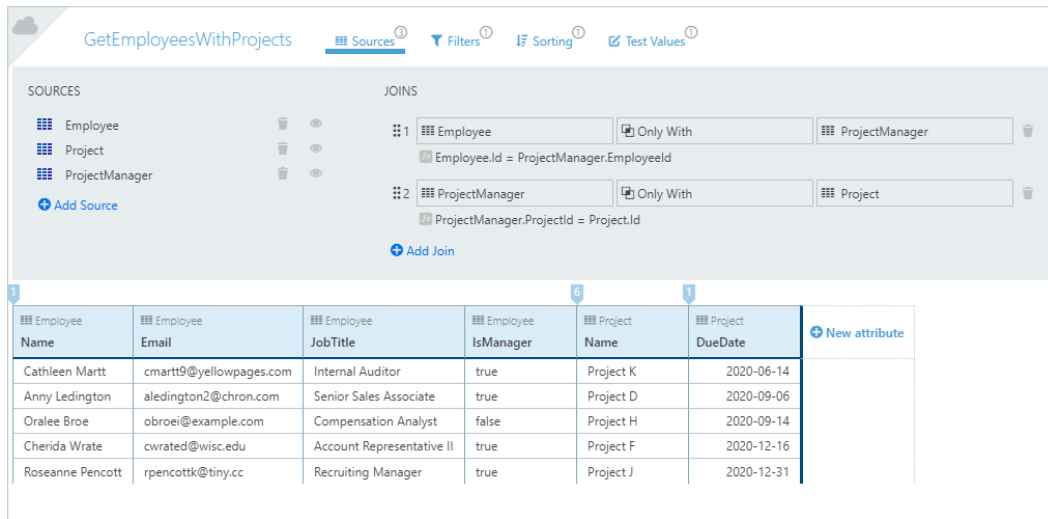 GetEmployeesWithProjects Sources 3 Filters 1 Sorting 1 Test Values 1
SOURCES
Employee
Project
ProjectManager
Add Source
JOINS
1 Employee Only With ProjectManager
fx Employee.Id = ProjectManager.EmployeeId
2 ProjectManager Only With Project
fx ProjectManager.ProjectId = Project.Id
Add Join
1 6 1
Employee Employee Employee Employee Project Project
Name Email JobTitle IsManager Name DueDate New attribute
Cathleen Martt cmartt9@yellowpages.com Internal Auditor true Project K 2020-06-14
Anny Ledington aledington2@chron.com Senior Sales Associate true Project D 2020-09-06
Oralee Broe obroei@example.com Compensation Analyst false Project H 2020-09-14
Cherida Wrate cwrated@wisc.edu Account Representative II true Project F 2020-12-16
Roseanne Pencott rpencottk@tiny.cc Recruiting Manager true Project J 2020-12-31